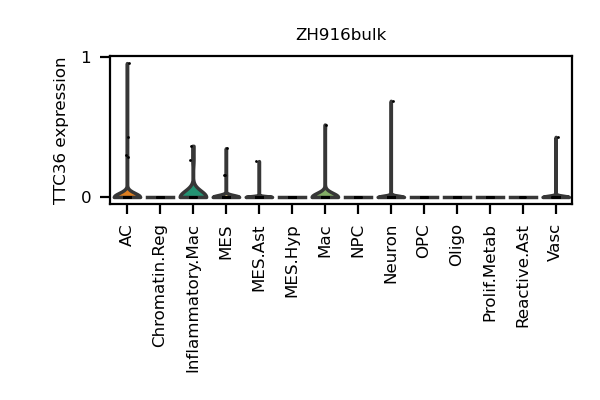 ZH916bulk
TTC36 expression
1
0
AC
Chromatin.Reg
Inflammatory.Mac
MES
MES.Ast
MES.Hyp
Mac
NPC
Neuron
OPC
Oligo
Prolif.Metab
Reactive.Ast
Vasc